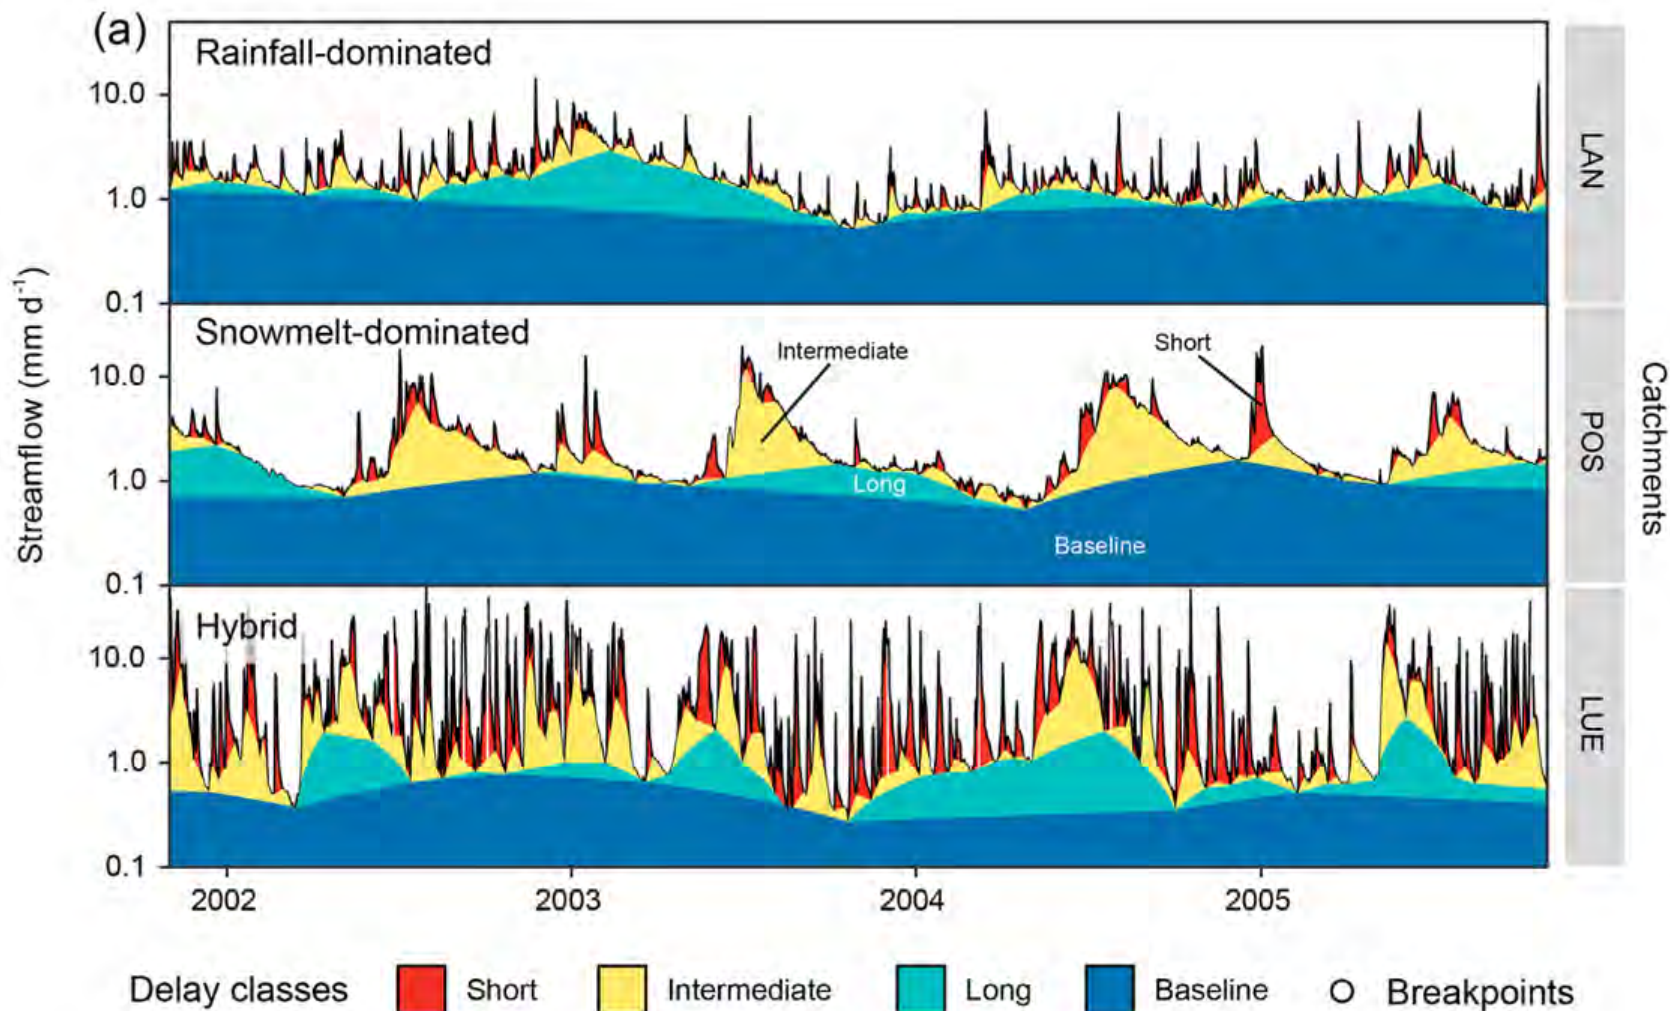 (a)
Rainfall-dominated
10.0
1.0
0.1
LAN
Snowmelt-dominated
Intermediate
Short
10.0
1.0
0.1
Long
Baseline
POS
Hybrid
10.0
1.0
0.1
LUE
Streamflow (mm d⁻¹)
Catchments
2002 2003 2004 2005
Delay classes Short Intermediate Long Baseline Breakpoints